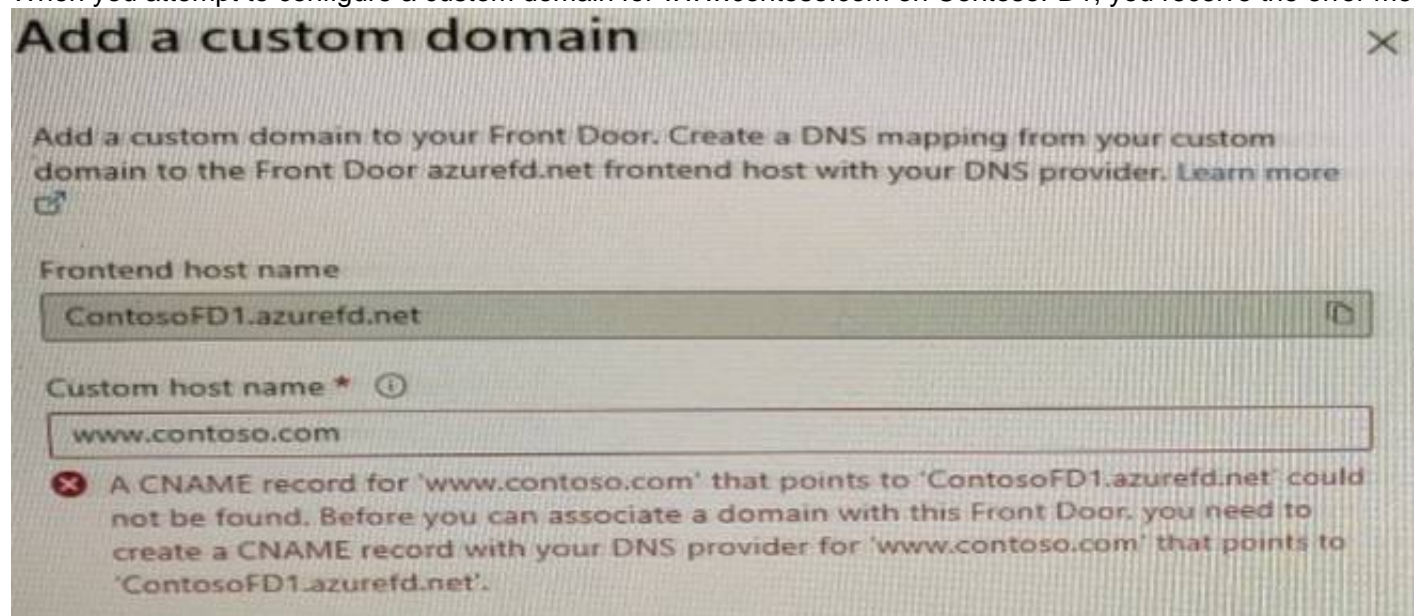 Add a custom domain
Add a custom domain to your Front Door. Create a DNS mapping from your custom
domain to the Front Door azurefd.net frontend host with your DNS provider. Learn more
Frontend host name
ContosoFD1.azurefd.net
Custom host name *
www.contoso.com
A CNAME record for 'www.contoso.com' that points to 'ContosoFD1.azurefd.net' could
not be found. Before you can associate a domain with this Front Door, you need to
create a CNAME record with your DNS provider for 'www.contoso.com' that points to
'ContosoFD1.azurefd.net'.